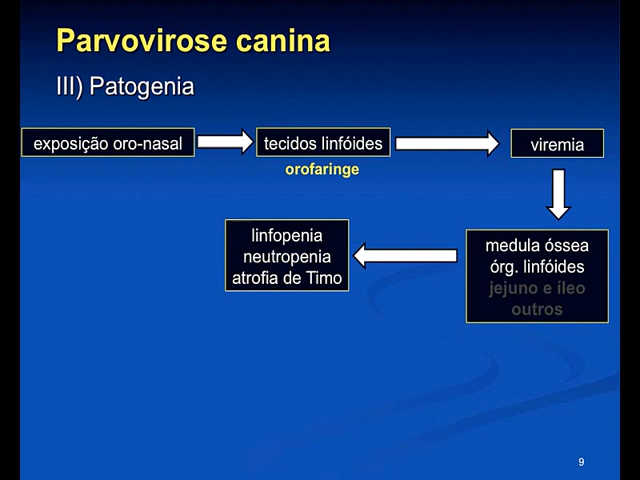 Parvovirose canina
III) Patogenia
exposição oro-nasal
tecidos linfóides
orofaringe
viremia
medula óssea
órg. linfóides
jejuno e íleo
outros
linfopenia
neutropenia
atrofia de Timo
9